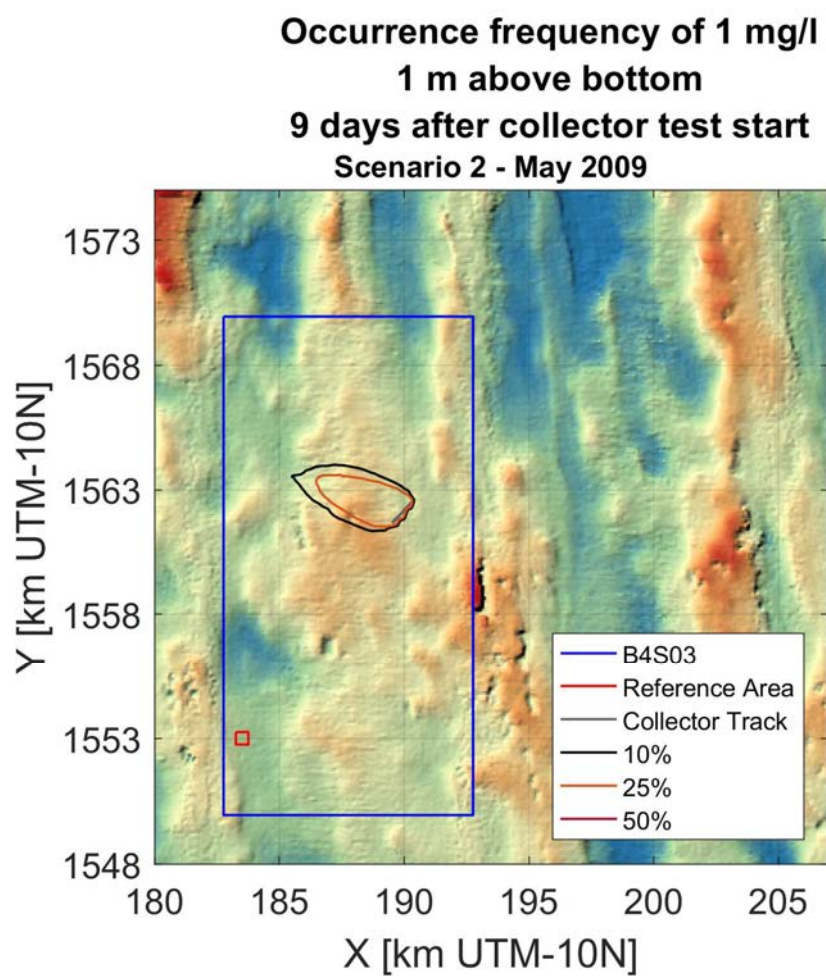 Occurrence frequency of 1 mg/l
1 m above bottom
9 days after collector test start
Scenario 2 - May 2009
Y [km UTM-10N]
1573
1568
1563
1558
1553
1548
B4S03
Reference Area
Collector Track
10%
25%
50%
180 185 190 195 200 205
X [km UTM-10N]